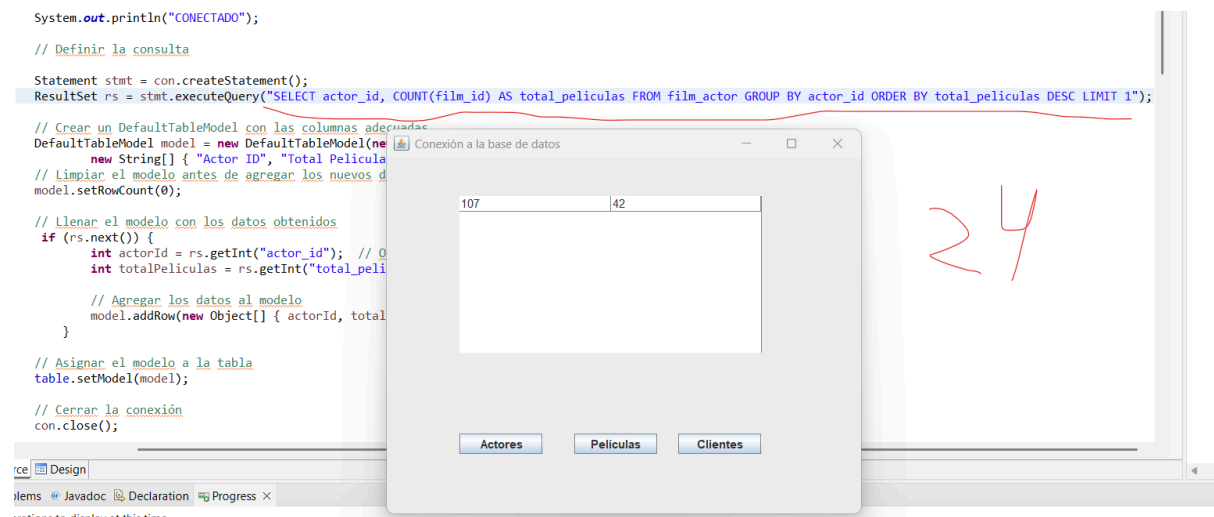 System.out.println("CONECTADO");
// Definir la consulta
Statement stmt = con.createStatement();
ResultSet rs = stmt.executeQuery("SELECT actor_id, COUNT(film_id) AS total_peliculas FROM film_actor GROUP BY actor_id ORDER BY total_peliculas DESC LIMIT 1");
// Crear un DefaultTableModel con las columnas adecuadas
DefaultTableModel model = new DefaultTableModel(ne
new String[] { "Actor ID", "Total Pelicula
// Limpiar el modelo antes de agregar los nuevos d
model.setRowCount(0);
// Llenar el modelo con los datos obtenidos
if (rs.next()) {
int actorId = rs.getInt("actor_id"); // O
int totalPeliculas = rs.getInt("total_peli
// Agregar los datos al modelo
model.addRow(new Object[] { actorId, total
}
// Asignar el modelo a la tabla
table.setModel(model);
// Cerrar la conexión
con.close();
Conexión a la base de datos
107 42
Actores Peliculas Clientes
24
rce Design
blems Javadoc Declaration Progress